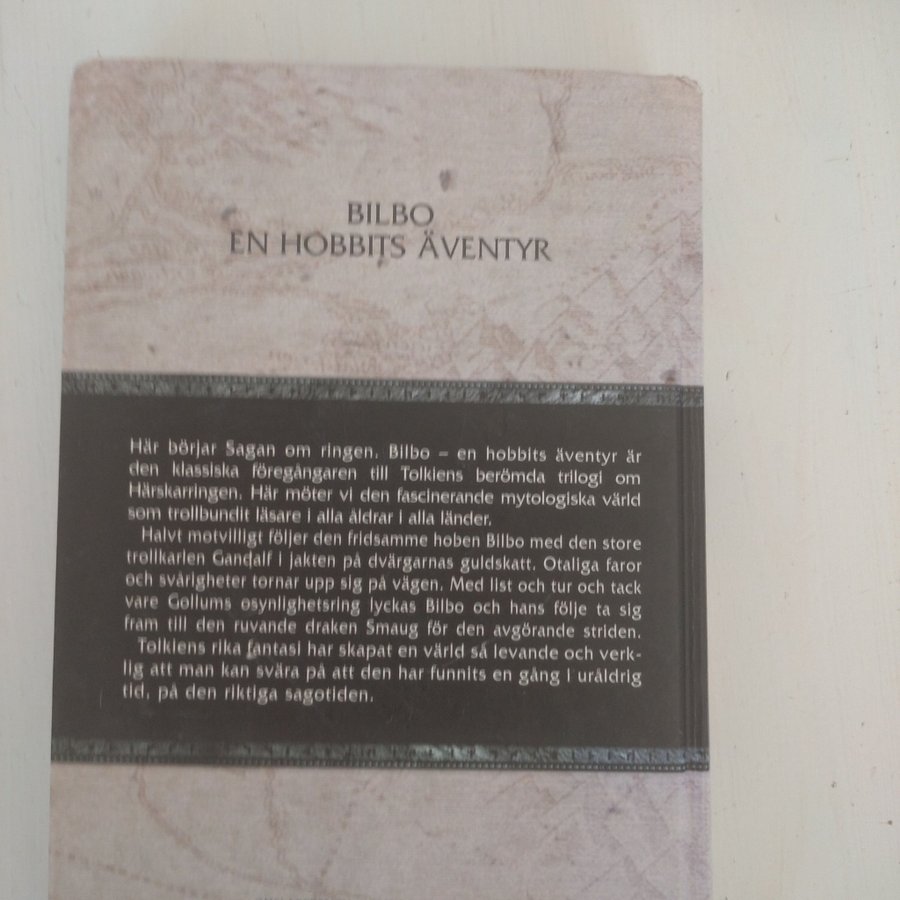 BILBO
EN HOBBITS ÄVENTYR
Här börjar Sagan om ringen. Bilbo – en hobbits äventyr är
den klassiska föregångaren till Tolkiens berömda trilogi om
Härskarringen. Här möter vi den fascinerande mytologiska värld
som trollbundit läsare i alla åldrar i alla länder.
Halvt motvilligt följer den fridsamme hoben Bilbo med den store
trollkarlen Gandalf i jakten på dvärgarnas guldskatt. Otaliga faror
och svårigheter tornar upp sig på vägen. Med list och tur och tack
vare Gollums osynlighetsring lyckas Bilbo och hans följe ta sig
fram till den ruvande draken Smaug för den avgörande striden.
Tolkiens rika fantasi har skapat en värld så levande och verk-
lig att man kan svära på att den har funnits en gång i uråldrig
tid, på den riktiga sagotiden.